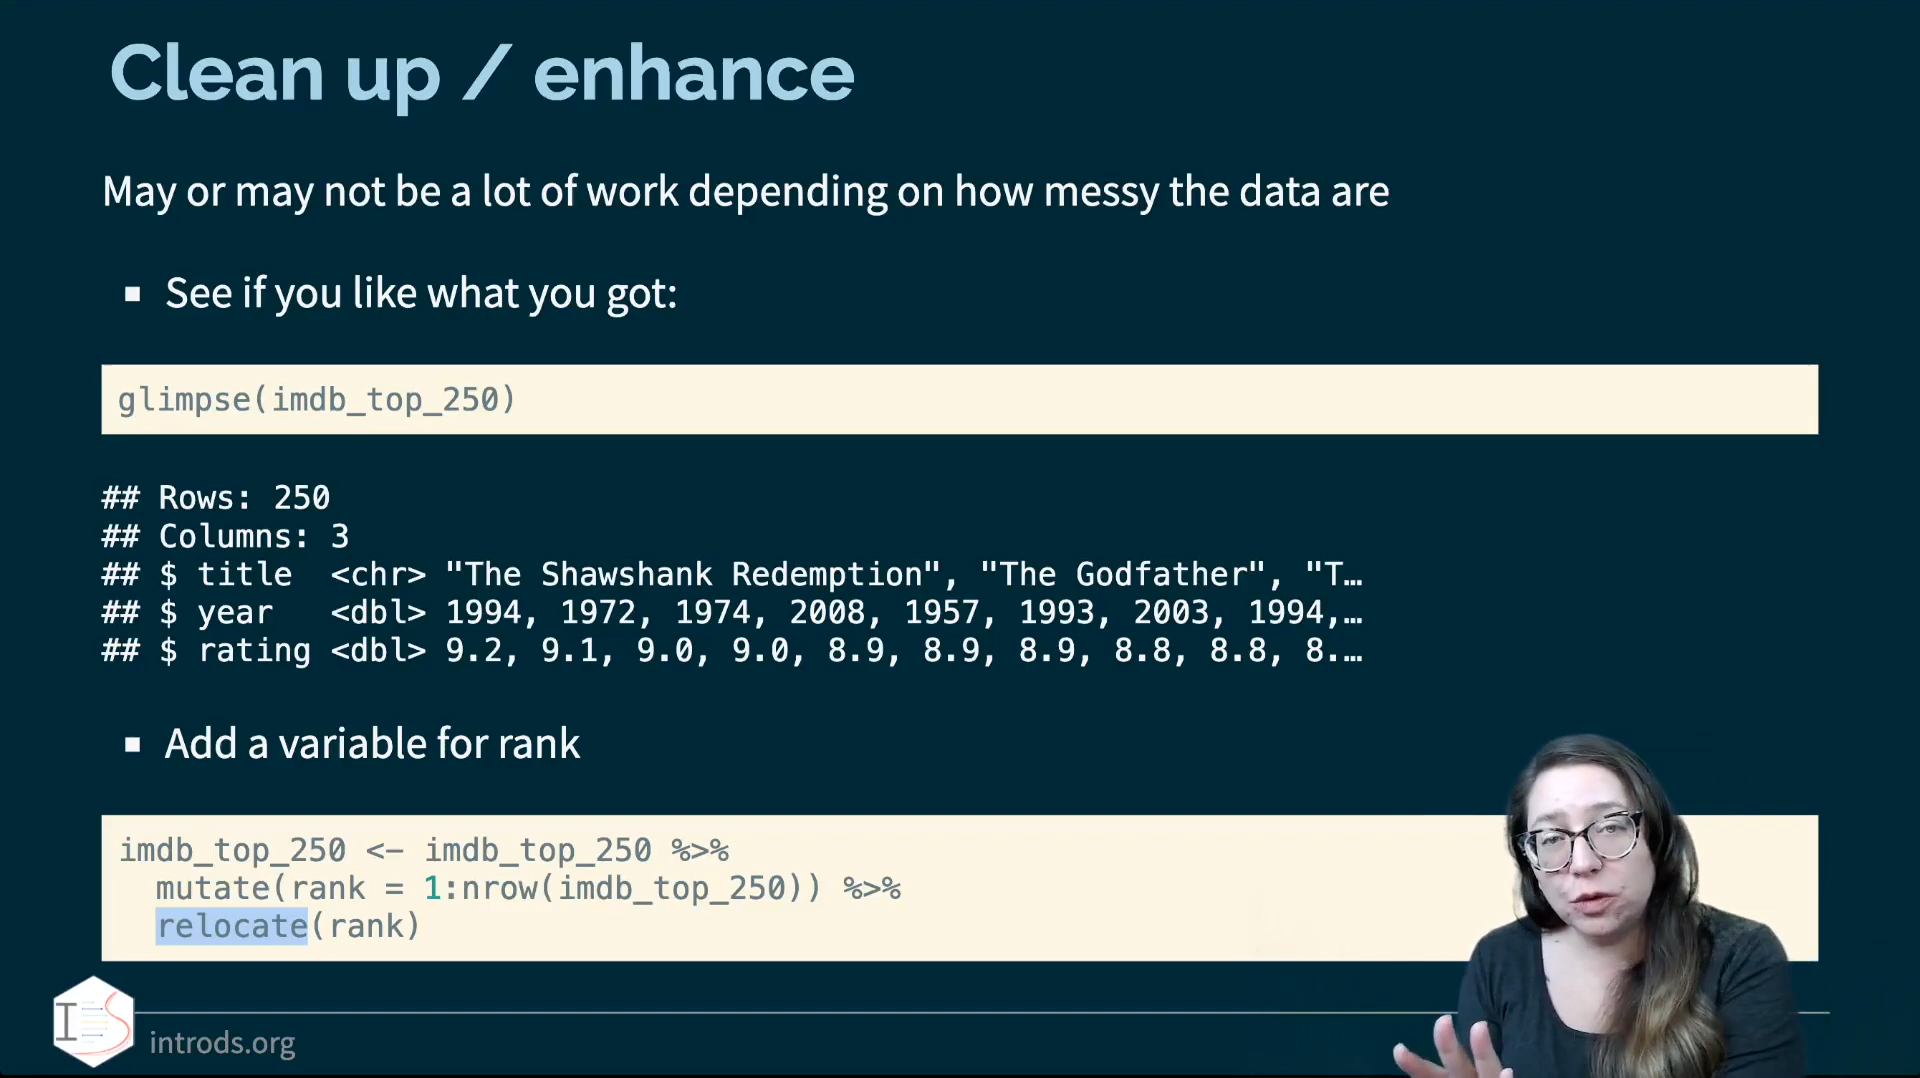 Clean up / enhance
May or may not be a lot of work depending on how messy the data are
See if you like what you got:
glimpse(imdb_top_250)
## Rows: 250
## Columns: 3
## $ title  <chr> "The Shawshank Redemption", "The Godfather", "T…
## $ year   <dbl> 1994, 1972, 1974, 2008, 1957, 1993, 2003, 1994,…
## $ rating <dbl> 9.2, 9.1, 9.0, 9.0, 8.9, 8.9, 8.9, 8.8, 8.8, 8.…
Add a variable for rank
imdb_top_250 <- imdb_top_250 %>%
  mutate(rank = 1:nrow(imdb_top_250)) %>%
  relocate(rank)
IDS
introds.org